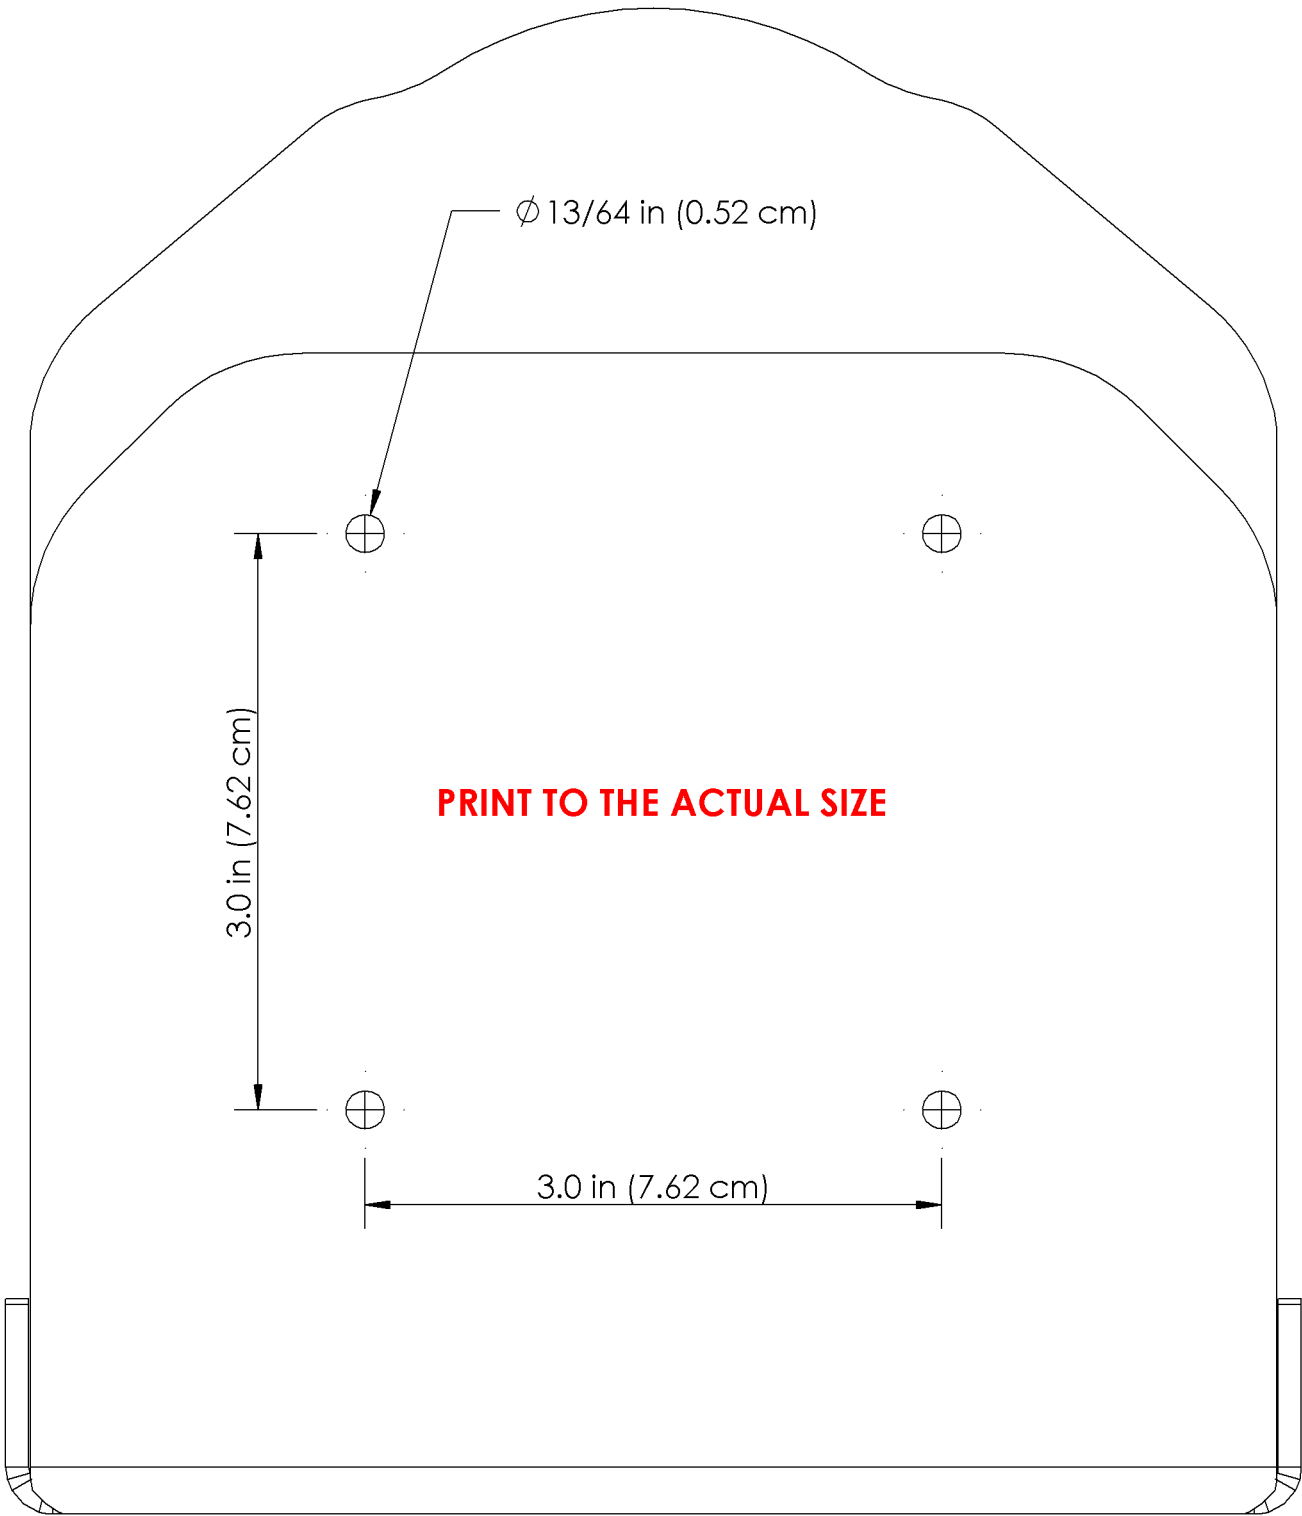 ⌀ 13/64 in (0.52 cm)
3.0 in (7.62 cm)
PRINT TO THE ACTUAL SIZE
3.0 in (7.62 cm)